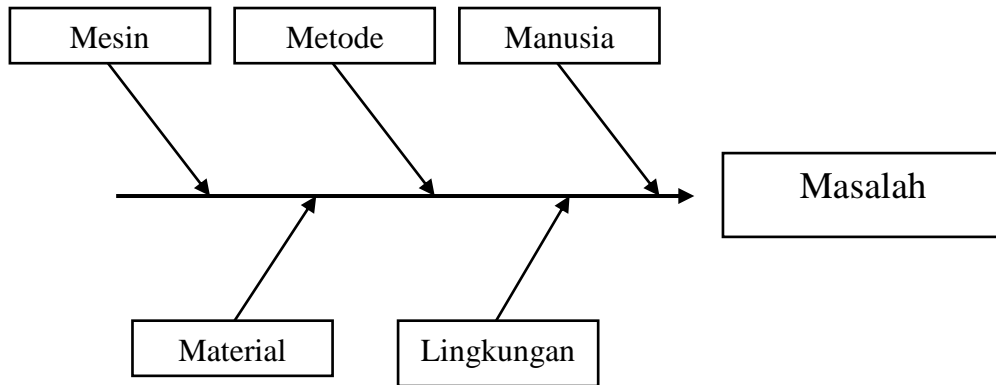 Mesin
Metode
Manusia
Masalah
Material
Lingkungan